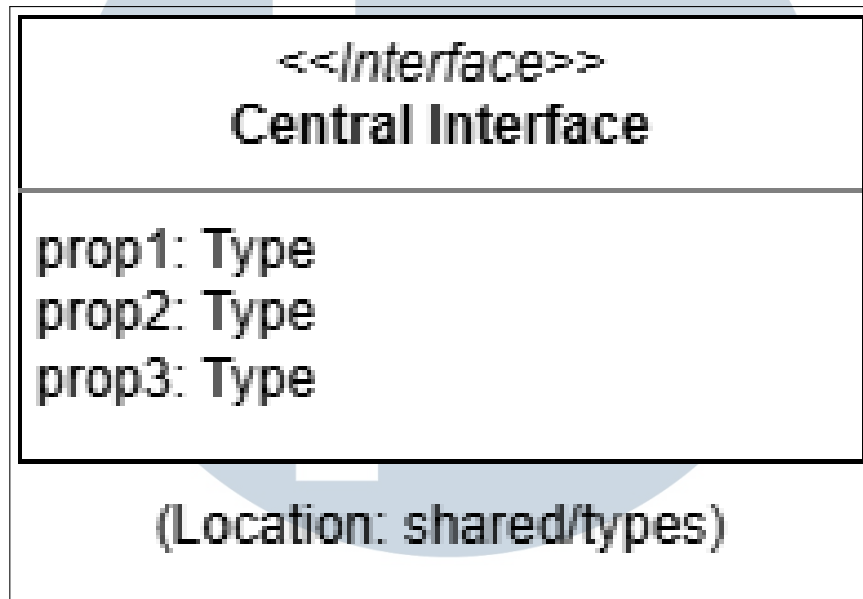 <<Interface>>
Central Interface
prop1: Type
prop2: Type
prop3: Type
(Location: shared/types)